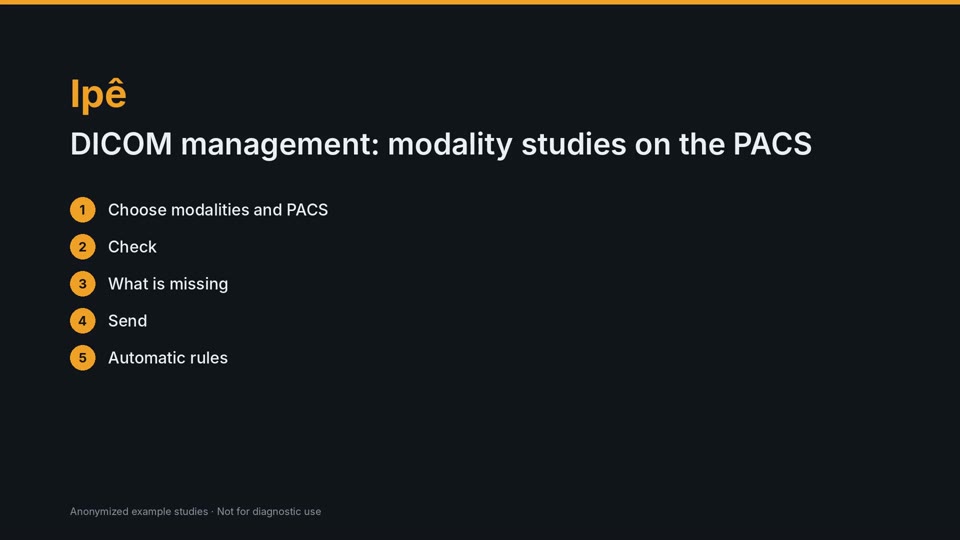 Ipê
DICOM management: modality studies on the PACS
1 Choose modalities and PACS
2 Check
3 What is missing
4 Send
5 Automatic rules
Anonymized example studies · Not for diagnostic use